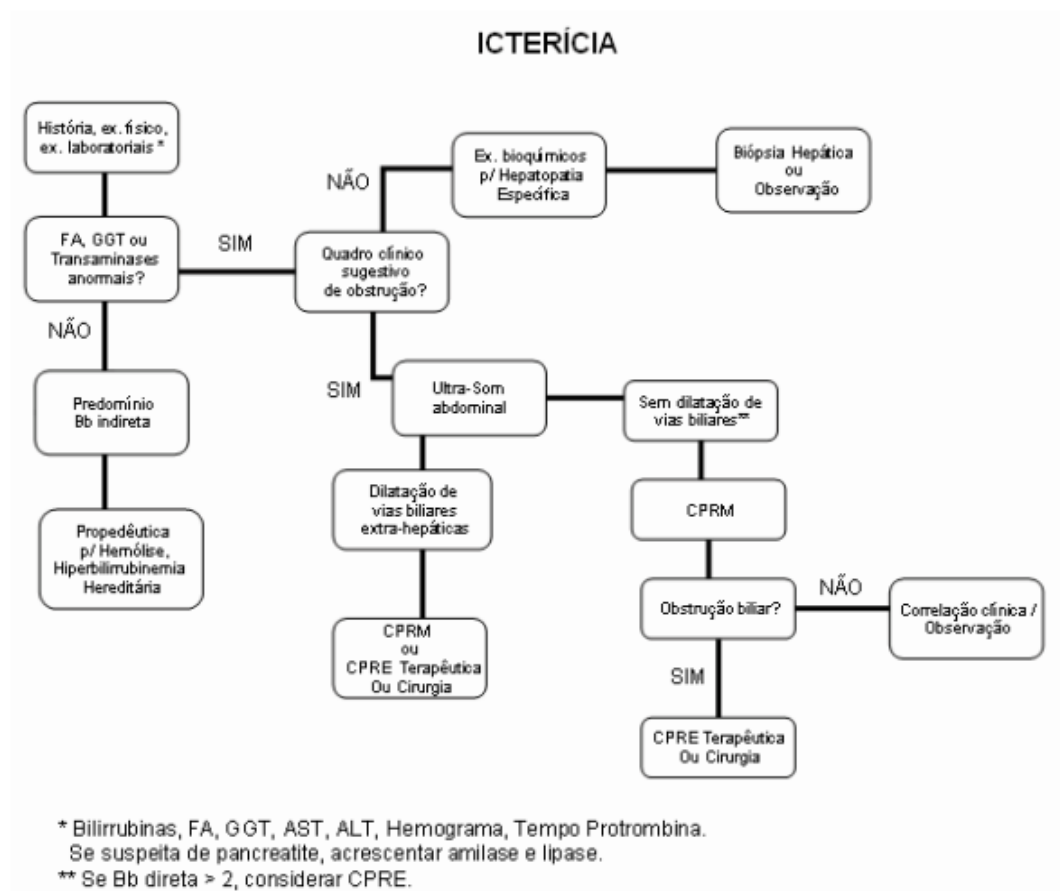 ICTERÍCIA
História, ex. físico,
ex. laboratoriais *
FA, GGT ou
Transaminases
anormais?
SIM
NÃO
Predomínio
Bb indireta
Propedêutica
p/ Hemólise,
Hiperbilirrubinemia
Hereditária
Quadro clínico
sugestivo
de obstrução?
NÃO
Ex. bioquímicos
p/ Hepatopatia
Específica
Biópsia Hepática
ou
Observação
SIM
Ultra-Som
abdominal
Dilatação de
vias biliares
extra-hepáticas
CPRM
ou
CPRE Terapêutica
Ou Cirurgia
Sem dilatação de
vias biliares**
CPRM
Obstrução biliar?
NÃO
Correlação clínica /
Observação
SIM
CPRE Terapêutica
Ou Cirurgia
* Bilirrubinas, FA, GGT, AST, ALT, Hemograma, Tempo Protrombina.
Se suspeita de pancreatite, acrescentar amilase e lipase.
** Se Bb direta > 2, considerar CPRE.